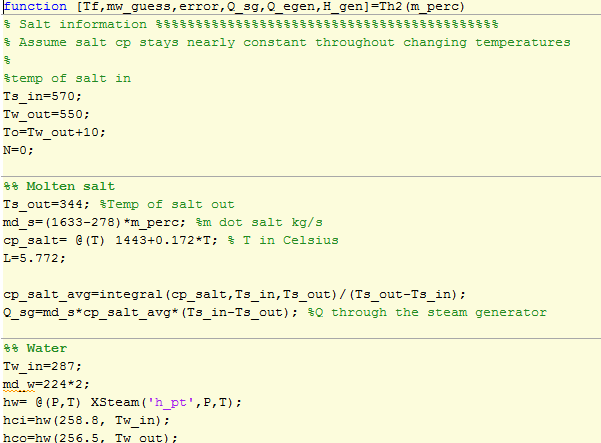 function [Tf,mw_guess,error,Q_sg,Q_egen,H_gen]=Th2(m_perc)
% Salt information %%%%%%%%%%%%%%%%%%%%%%%%%%%%%%%%%%%%%%%%%%%
% Assume salt cp stays nearly constant throughout changing temperatures
%
%temp of salt in
Ts_in=570;
Tw_out=550;
To=Tw_out+10;
N=0;
%% Molten salt
Ts_out=344; %Temp of salt out
md_s=(1633-278)*m_perc; %m dot salt kg/s
cp_salt= @(T) 1443+0.172*T; % T in Celsius
L=5.772;
cp_salt_avg=integral(cp_salt,Ts_in,Ts_out)/(Ts_out-Ts_in);
Q_sg=md_s*cp_salt_avg*(Ts_in-Ts_out); %Q through the steam generator
%% Water
Tw_in=287;
md_w=224*2;
hw= @(P,T) XSteam('h_pt',P,T);
hci=hw(258.8, Tw_in);
hco=hw(256.5, Tw_out);